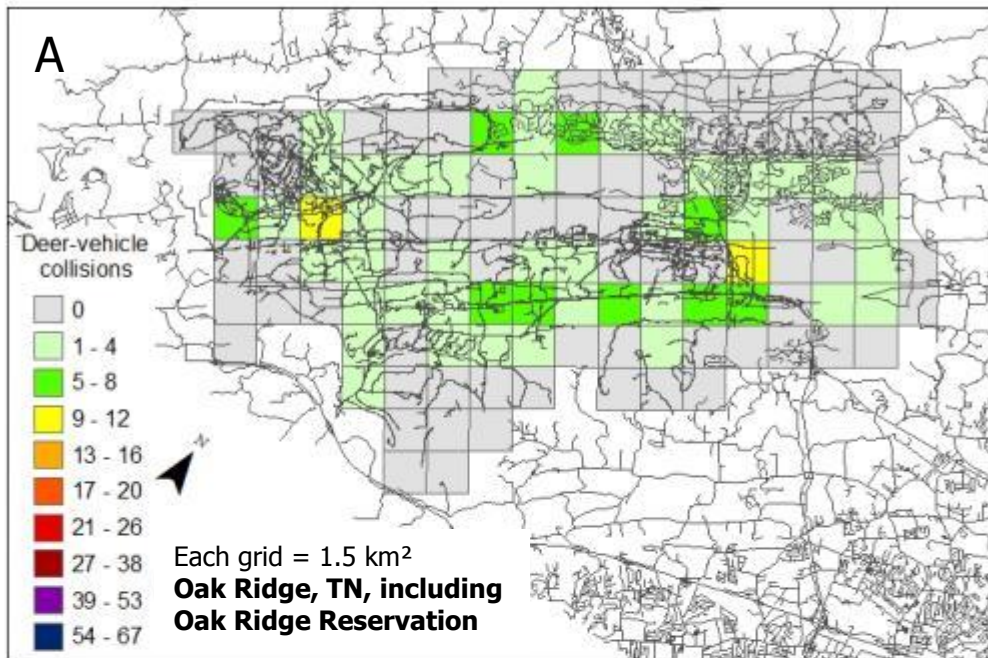 A
Deer-vehicle
collisions
0
1 - 4
5 - 8
9 - 12
13 - 16
17 - 20
21 - 26
27 - 38
39 - 53
54 - 67
N
Each grid = 1.5 km²
Oak Ridge, TN, including
Oak Ridge Reservation